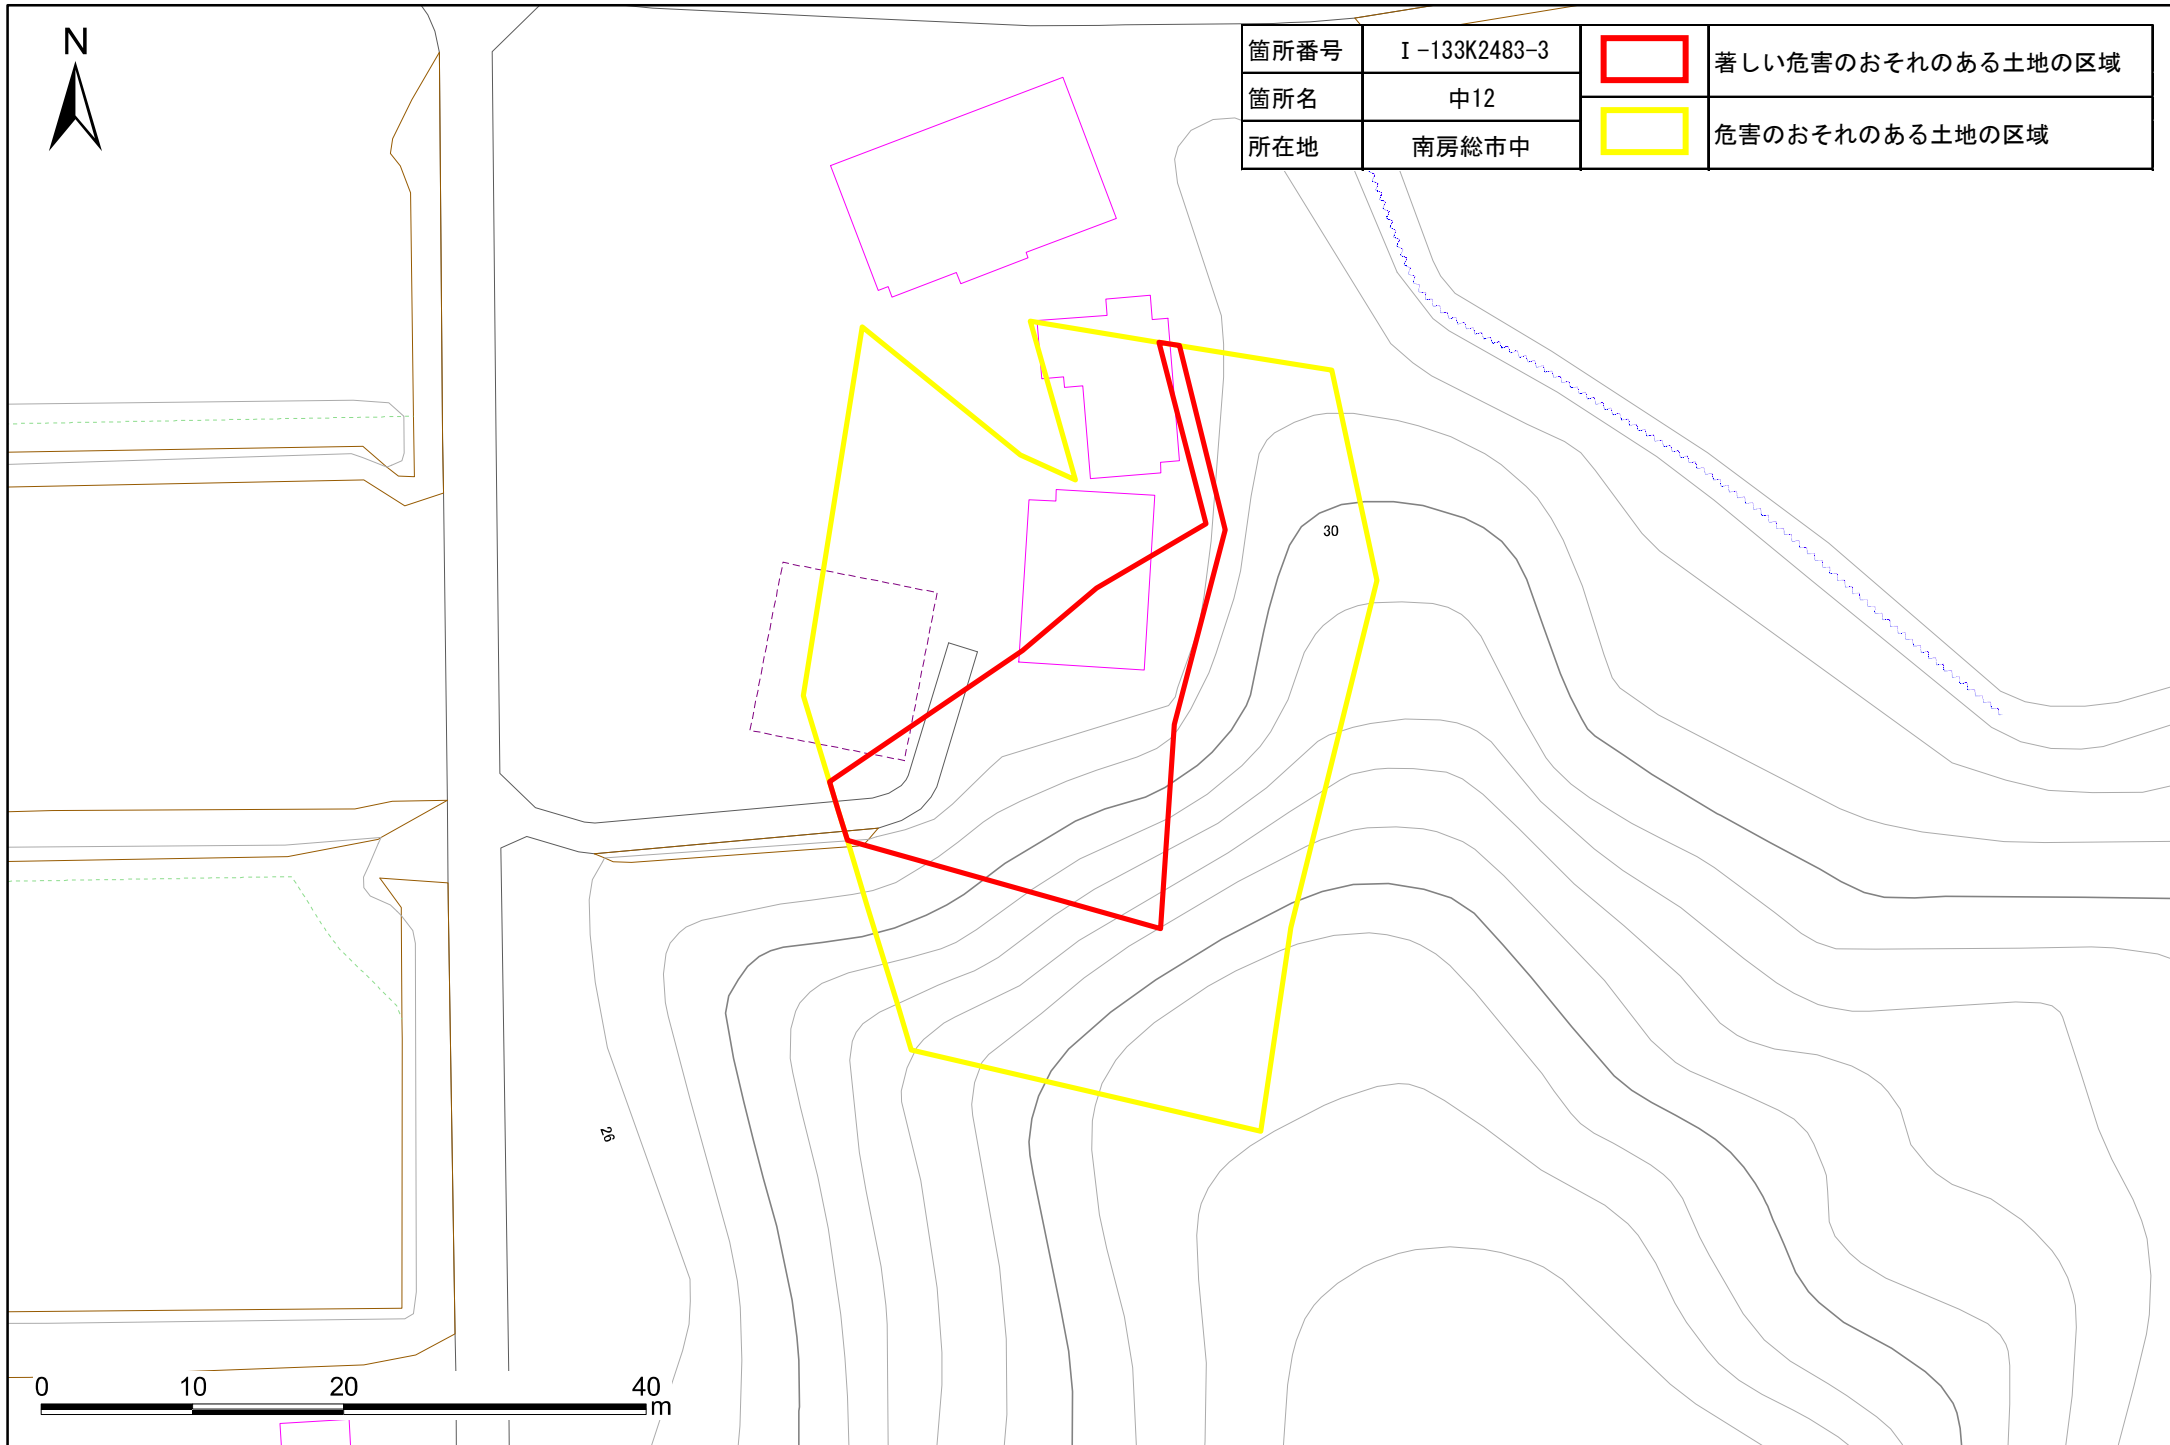 N
箇所番号 Ⅰ-133K2483-3 著しい危害のおそれのある土地の区域
箇所名 中12
危害のおそれのある土地の区域
所在地 南房総市中
30
26
0 10 20 40
m